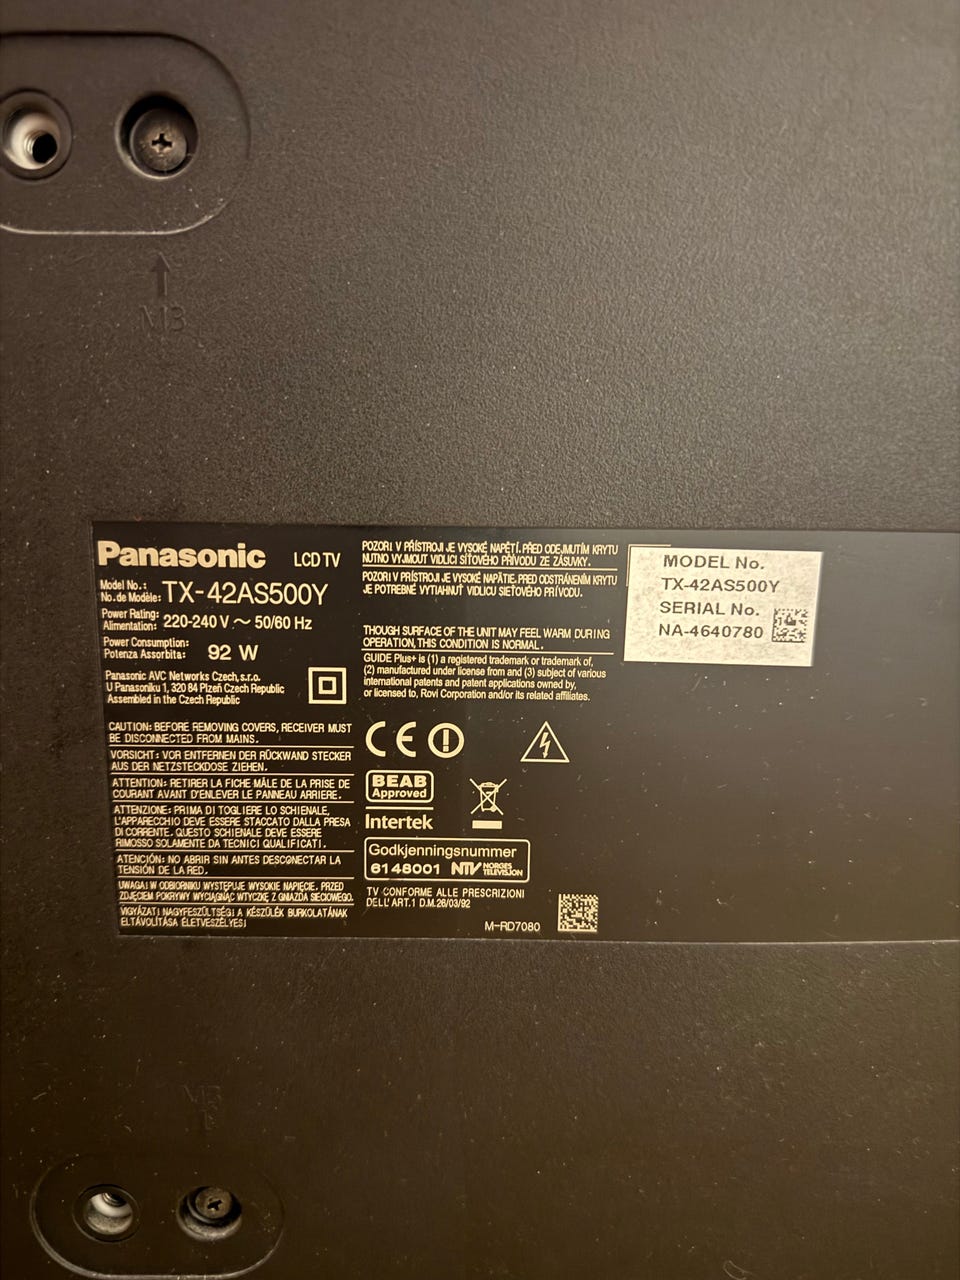 M3
Panasonic LCD TV
Model No.:
No. de Modèle: TX-42AS500Y
Power Rating:
Alimentation: 220-240 V ~ 50/60 Hz
Power Consumption:
Potenza Assorbita: 92 W
Panasonic AVC Networks Czech, s.r.o.
U Panasoniku 1, 320 84 Plzeň Czech Republic
Assembled in the Czech Republic
CAUTION: BEFORE REMOVING COVERS, RECEIVER MUST
BE DISCONNECTED FROM MAINS.
VORSICHT: VOR ENTFERNEN DER RÜCKWAND STECKER
AUS DER NETZSTECKDOSE ZIEHEN.
ATTENTION: RETIRER LA FICHE MÂLE DE LA PRISE DE
COURANT AVANT D'ENLEVER LE PANNEAU ARRIERE.
ATTENZIONE: PRIMA DI TOGLIERE LO SCHIENALE,
L'APPARECCHIO DEVE ESSERE STACCATO DALLA PRESA
DI CORRENTE. QUESTO SCHIENALE DEVE ESSERE
RIMOSSO SOLAMENTE DA TECNICI QUALIFICATI.
ATENCIÓN: NO ABRIR SIN ANTES DESCONECTAR LA
TENSIÓN DE LA RED.
UWAGA! W ODBIORNIKU WYSTĘPUJE WYSOKIE NAPIĘCIE. PRZED
ZDJĘCIEM POKRYWY WYCIĄGNĄĆ WTYCZKĘ Z GNIAZDA SIECIOWEGO.
VIGYÁZAT! NAGYFESZÜLTSÉG! A KÉSZÜLÉK BURKOLATÁNAK
ELTÁVOLÍTÁSA ÉLETVESZÉLYES!
POZOR! V PŘÍSTROJI JE VYSOKÉ NAPĚTÍ. PŘED ODEJMUTÍM KRYTU
NUTNO VYJMOUT VIDLICI SÍŤOVÉHO PŘÍVODU ZE ZÁSUVKY.
POZOR! V PRÍSTROJI JE VYSOKÉ NAPÄTIE. PRED ODSTRÁNENÍM KRYTU
JE POTREBNÉ VYTIAHNUŤ VIDLICU SIEŤOVÉHO PRÍVODU.
THOUGH SURFACE OF THE UNIT MAY FEEL WARM DURING
OPERATION, THIS CONDITION IS NORMAL.
GUIDE Plus+ is (1) a registered trademark or trademark of,
(2) manufactured under license from and (3) subject of various
international patents and patent applications owned by,
or licensed to, Rovi Corporation and/or its related affiliates.
CE
BEAB
Approved
Intertek
Godkjenningsnummer
6148001 NTV NORGES
TELEVISJON
TV CONFORME ALLE PRESCRIZIONI
DELL' ART.1 D.M.26/03/92
M-RD7080
MODEL No.
TX-42AS500Y
SERIAL No.
NA-4640780